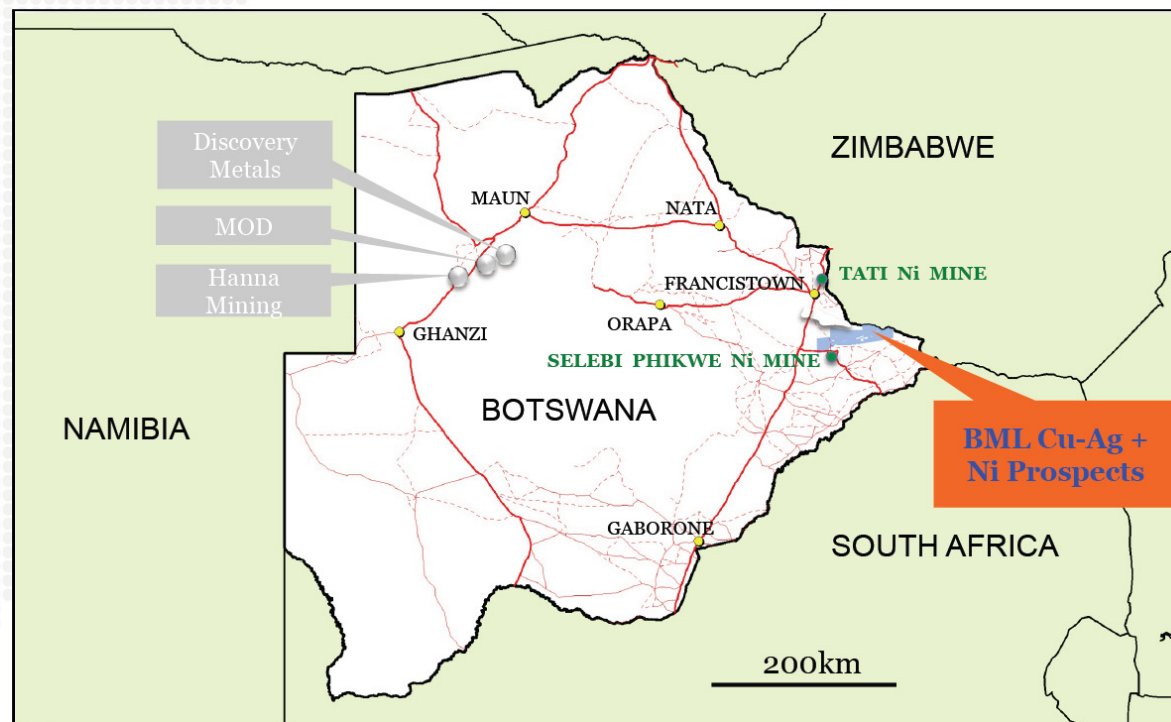 ZIMBABWE
Discovery
Metals
MAUN
NATA
MOD
TATI Ni MINE
Hanna
Mining
FRANCISTOWN
ORAPA
GHANZI
SELEBI PHIKWE Ni MINE
BOTSWANA
NAMIBIA
BML Cu-Ag +
Ni Prospects
GABORONE
SOUTH AFRICA
200km